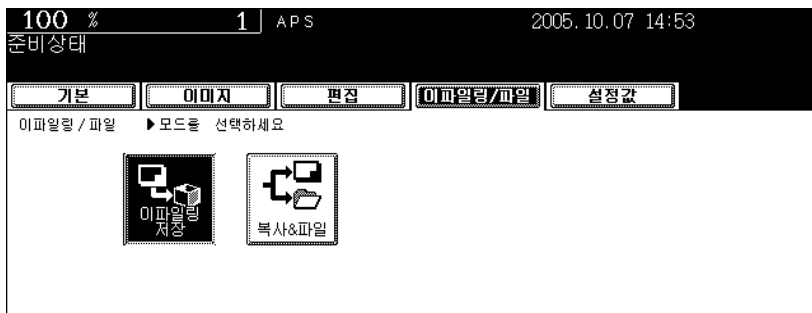 100 % 1 APS 2005.10.07 14:53
준비상태
기본 이미지 편집 이파일링/파일 설정값
이파일링 / 파일 ▶모드를 선택하세요
이파일링 복사&파일
저장